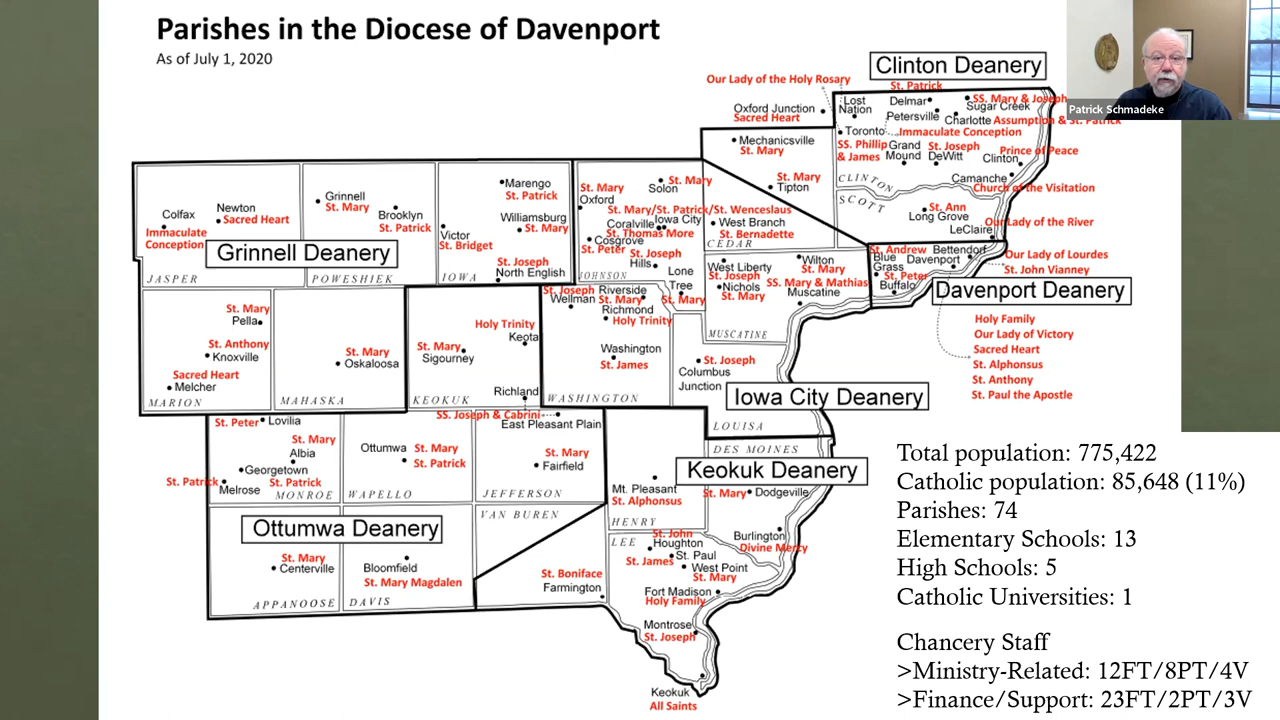 Parishes in the Diocese of Davenport
As of July 1, 2020
Patrick Schmadeke
Clinton Deanery
Our Lady of the Holy Rosary
St. Patrick
Lost
Nation
Delmar
SS. Mary & Joseph
Sugar Creek
Oxford Junction
Sacred Heart
Petersville
Charlotte
Assumption & St. Patrick
Toronto
Immaculate Conception
Mechanicsville
St. Mary
SS. Phillip
& James
Grand
Mound
St. Joseph
DeWitt
Prince of Peace
Clinton
CLINTON
St. Mary
Tipton
Camanche
Church of the Visitation
SCOTT
St. Ann
Long Grove
Our Lady of the River
LeClaire
Colfax
Immaculate
Conception
Newton
Sacred Heart
Grinnell
St. Mary
Brooklyn
St. Patrick
Marengo
St. Patrick
Williamsburg
St. Mary
Victor
St. Bridget
St. Joseph
North English
Grinnell Deanery
JASPER
POWESHIEK
IOWA
St. Mary
Oxford
St. Mary
Solon
St. Mary/St. Patrick/St. Wenceslaus
Coralville
Iowa City
St. Thomas More
Cosgrove
St. Peter
St. Joseph
Hills
JOHNSON
Lone
Tree
St. Mary
West Branch
St. Bernadette
CEDAR
St. Andrew
Blue
Grass
Bettendorf
Davenport
St. Peter
Buffalo
Our Lady of Lourdes
St. John Vianney
Davenport Deanery
Holy Family
Our Lady of Victory
Sacred Heart
St. Alphonsus
St. Anthony
St. Paul the Apostle
West Liberty
St. Joseph
Nichols
St. Mary
Wilton
St. Mary
SS. Mary & Mathias
Muscatine
MUSCATINE
St. Joseph
Wellman
Riverside
St. Mary
Richmond
Holy Trinity
St. Mary
Pella
St. Anthony
Knoxville
Sacred Heart
Melcher
MARION
St. Mary
Oskaloosa
MAHASKA
Holy Trinity
Keota
St. Mary
Sigourney
Richland
KEOKUK
Washington
St. James
WASHINGTON
St. Joseph
Columbus
Junction
Iowa City Deanery
LOUISA
SS. Joseph & Cabrini
East Pleasant Plain
St. Peter
Lovilia
St. Mary
Albia
Georgetown
St. Patrick
St. Patrick
Melrose
MONROE
Ottumwa
St. Mary
St. Patrick
WAPELLO
St. Mary
Fairfield
JEFFERSON
DES MOINES
Keokuk Deanery
Mt. Pleasant
St. Alphonsus
HENRY
St. Mary
Dodgeville
Burlington
Divine Mercy
Ottumwa Deanery
VAN BUREN
St. Mary
Centerville
APPANOOSE
Bloomfield
St. Mary Magdalen
DAVIS
LEE
St. John
Houghton
St. James
St. Paul
West Point
St. Mary
St. Boniface
Farmington
Fort Madison
Holy Family
Montrose
St. Joseph
Keokuk
All Saints
Total population: 775,422
Catholic population: 85,648 (11%)
Parishes: 74
Elementary Schools: 13
High Schools: 5
Catholic Universities: 1
Chancery Staff
>Ministry-Related: 12FT/8PT/4V
>Finance/Support: 23FT/2PT/3V